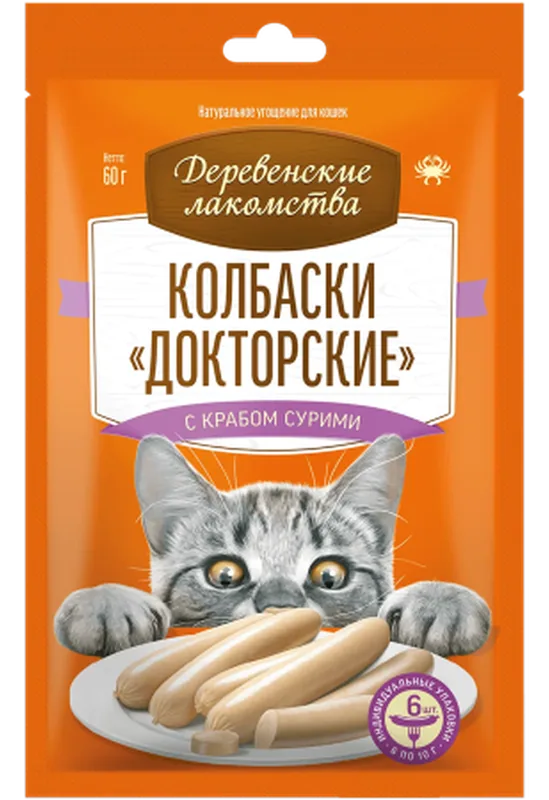 Натуральное угощение для кошек
Нетто:
60 г
Деревенские
лакомства
КОЛБАСКИ
«ДОКТОРСКИЕ»
С КРАБОМ СУРИМИ
ИНДИВИДУАЛЬНЫЕ УПАКОВКИ
6 шт.
6 ПО 10 Г